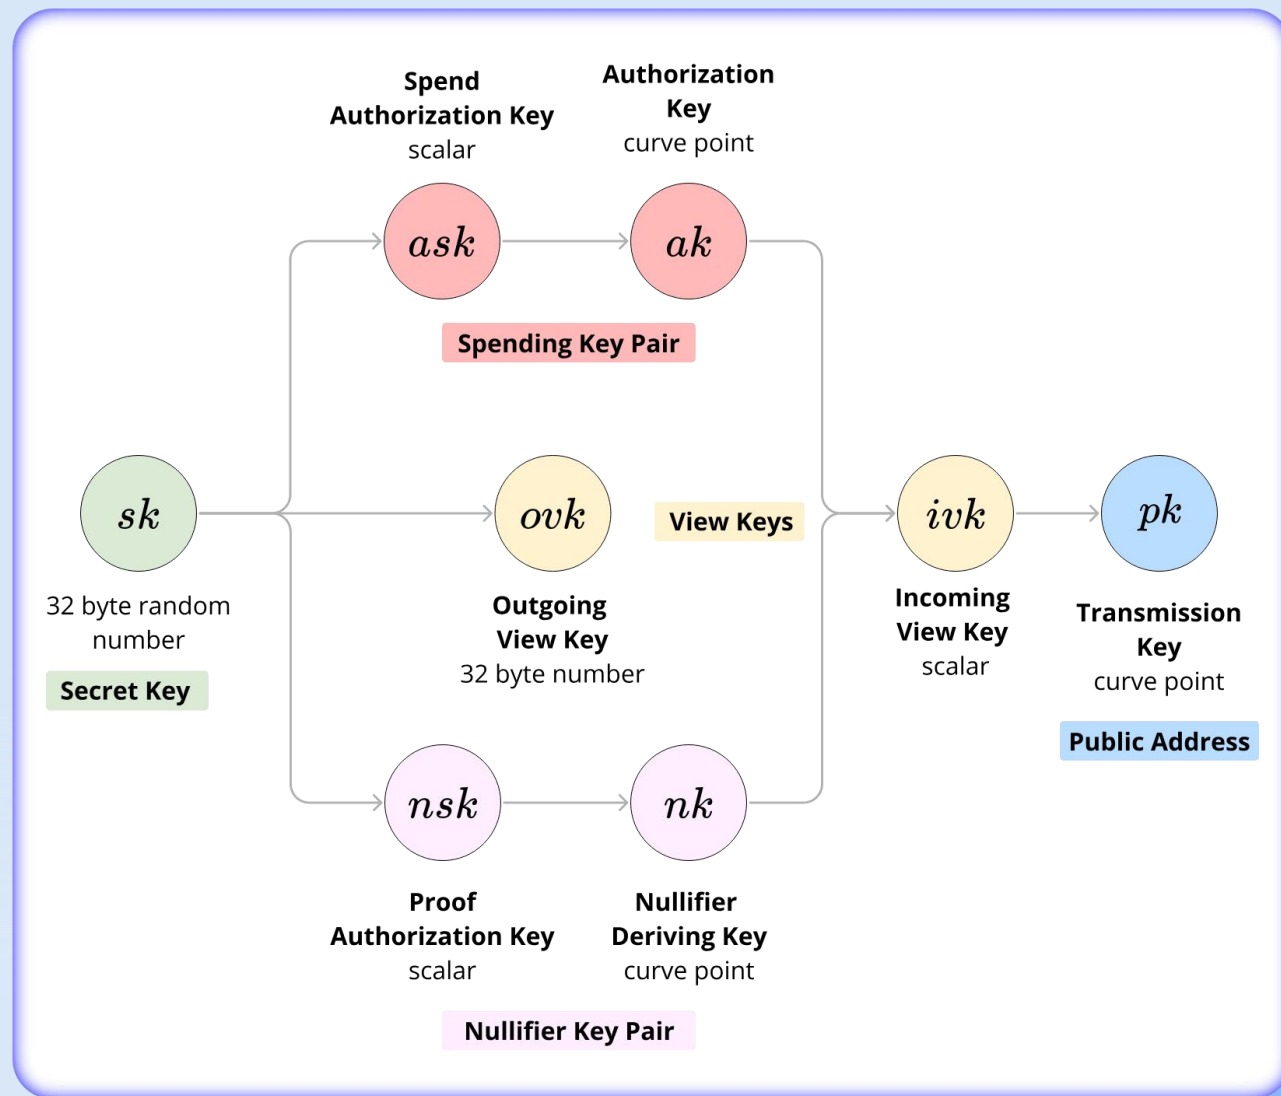 Spend
Authorization Key
scalar
Authorization
Key
curve point
ask
ak
Spending Key Pair
sk
32 byte random
number
Secret Key
ovk
Outgoing
View Key
32 byte number
View Keys
ivk
Incoming
View Key
scalar
pk
Transmission
Key
curve point
Public Address
nsk
Proof
Authorization Key
scalar
nk
Nullifier
Deriving Key
curve point
Nullifier Key Pair